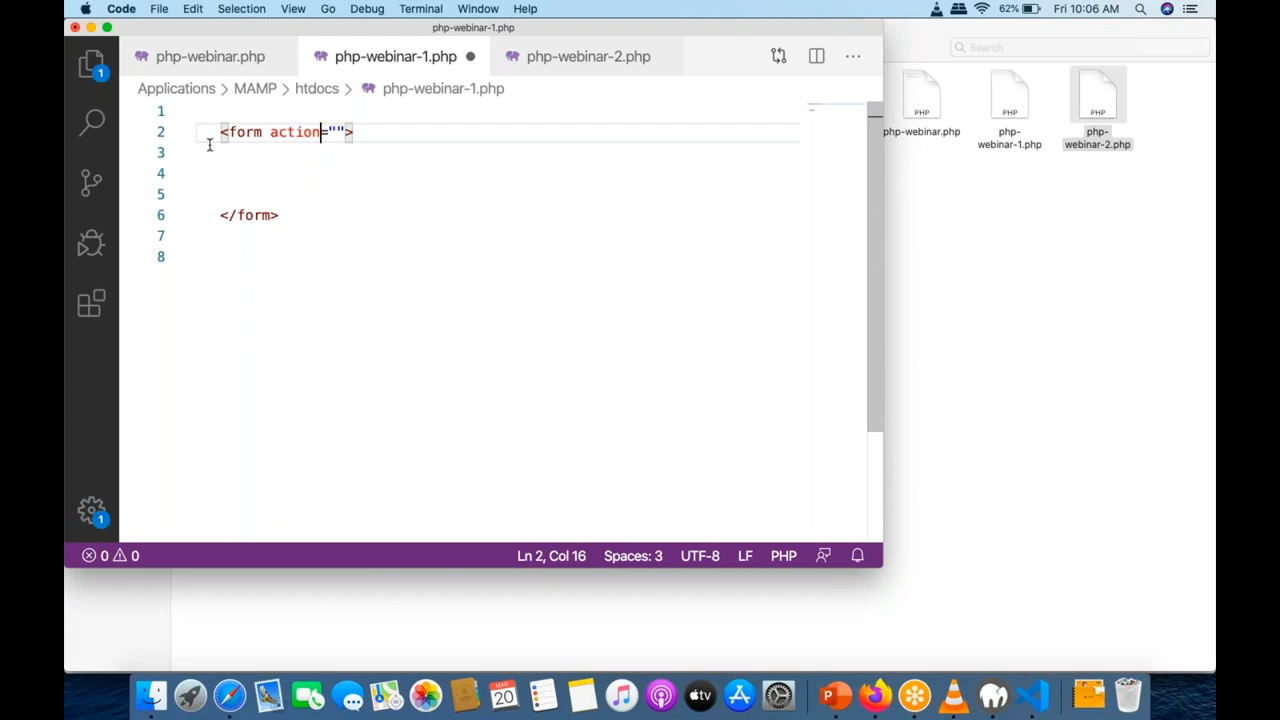 Code File Edit Selection View Go Debug Terminal Window Help 62% Fri 10:06 AM
php-webinar-1.php
Search
php-webinar.php php-webinar-1.php php-webinar-2.php
Applications > MAMP > htdocs > php-webinar-1.php
1
2 <form action="">
3
4
5
6 </form>
7
8
php-webinar.php
php-
webinar-1.php
php-
webinar-2.php
PHP
PHP
PHP
1
1
0 0 Ln 2, Col 16 Spaces: 3 UTF-8 LF PHP
MAR
20
tv